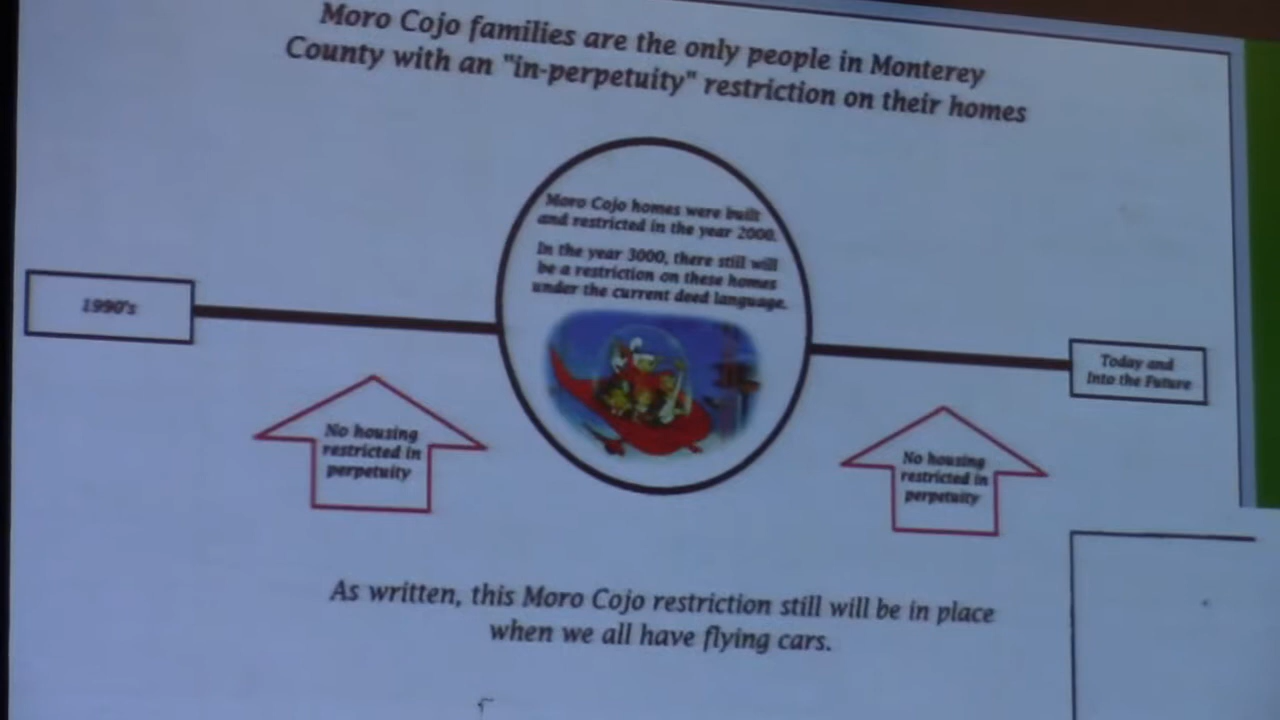 Moro Cojo families are the only people in Monterey
County with an "in-perpetuity" restriction on their homes
Moro Cojo homes were built
and restricted in the year 2000.
In the year 3000, there still will
be a restriction on these homes
under the current deed language.
1990's
Today and
Into the Future
No housing
restricted in
perpetuity
No housing
restricted in
perpetuity
As written, this Moro Cojo restriction still will be in place
when we all have flying cars.